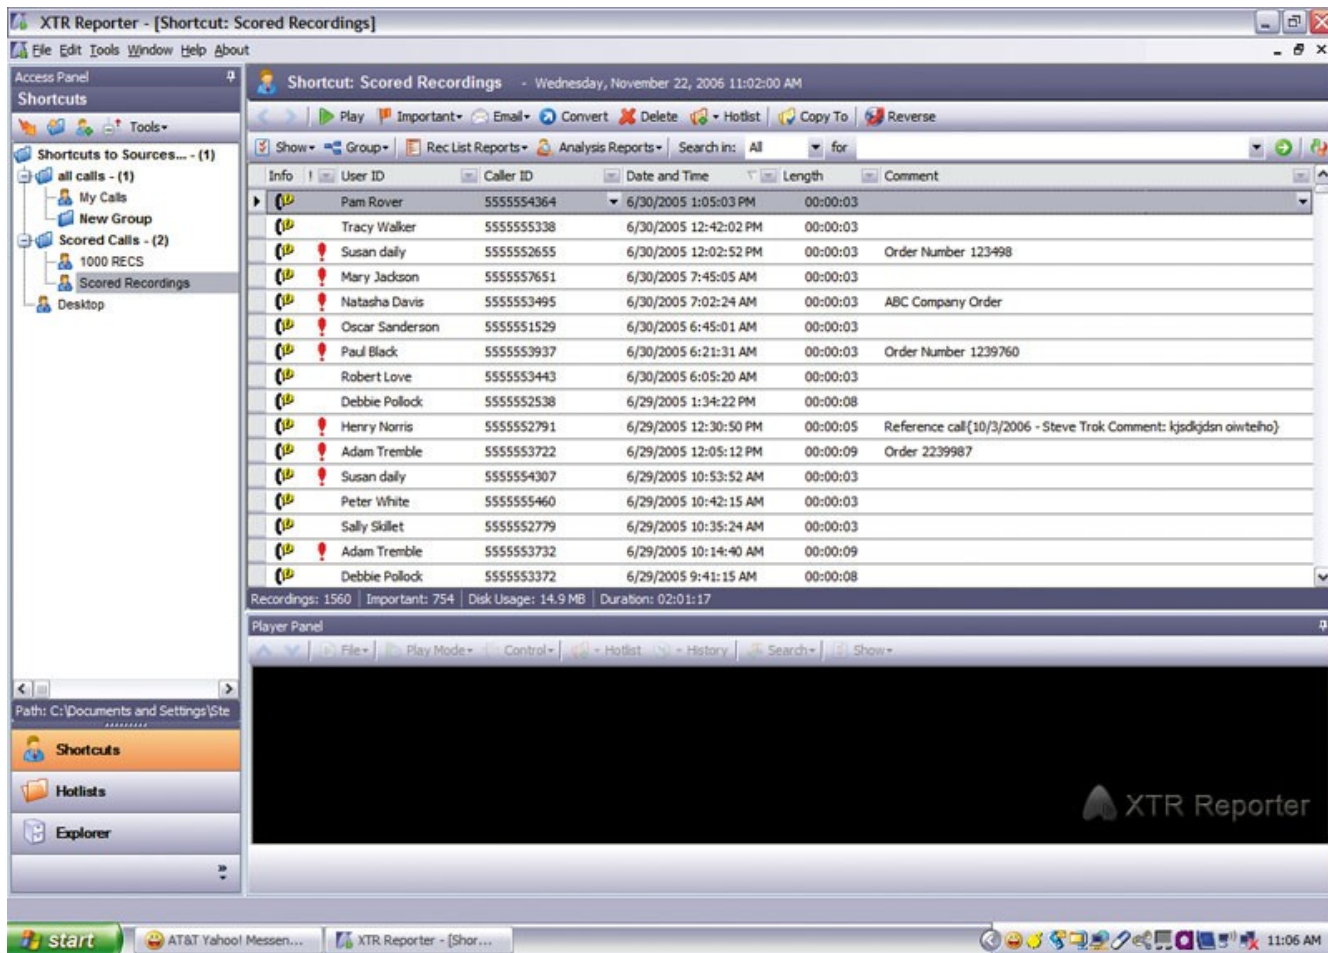 XTR Reporter - [Shortcut: Scored Recordings]
File Edit Tools Window Help About
Access Panel
Shortcuts
Tools
Shortcuts to Sources... - (1)
all calls - (1)
My Calls
New Group
Scored Calls - (2)
1000 RECS
Scored Recordings
Desktop
Path: C:\Documents and Settings\Ste
Shortcuts
Hotlists
Explorer
Shortcut: Scored Recordings - Wednesday, November 22, 2006 11:02:00 AM
Play Important Email Convert Delete Hotlist Copy To Reverse
Show Group Rec List Reports Analysis Reports Search in: All for
Info ! User ID Caller ID Date and Time Length Comment
Pam Rover 5555554364 6/30/2005 1:05:03 PM 00:00:03
Tracy Walker 5555555338 6/30/2005 12:42:02 PM 00:00:03
Susan daily 5555552655 6/30/2005 12:02:52 PM 00:00:03 Order Number 123498
Mary Jackson 5555557651 6/30/2005 7:45:05 AM 00:00:03
Natasha Davis 5555553495 6/30/2005 7:02:24 AM 00:00:03 ABC Company Order
Oscar Sanderson 5555551529 6/30/2005 6:45:01 AM 00:00:03
Paul Black 5555553937 6/30/2005 6:21:31 AM 00:00:03 Order Number 1239760
Robert Love 5555553443 6/30/2005 6:05:20 AM 00:00:03
Debbie Pollock 5555552538 6/29/2005 1:34:22 PM 00:00:08
Henry Norris 5555552791 6/29/2005 12:30:50 PM 00:00:05 Reference call{10/3/2006 - Steve Trok Comment: kjsdkjdsn oiwteiho}
Adam Tremble 5555553722 6/29/2005 12:05:12 PM 00:00:09 Order 2239987
Susan daily 5555554307 6/29/2005 10:53:52 AM 00:00:03
Peter White 5555555460 6/29/2005 10:42:15 AM 00:00:03
Sally Skillet 5555552779 6/29/2005 10:35:24 AM 00:00:03
Adam Tremble 5555553732 6/29/2005 10:14:40 AM 00:00:09
Debbie Pollock 5555553372 6/29/2005 9:41:15 AM 00:00:08
Recordings: 1560 Important: 754 Disk Usage: 14.9 MB Duration: 02:01:17
Player Panel
File Play Mode Control Hotlist History Search Show
XTR Reporter
start AT&T Yahoo! Messen... XTR Reporter - [Shor... 11:06 AM